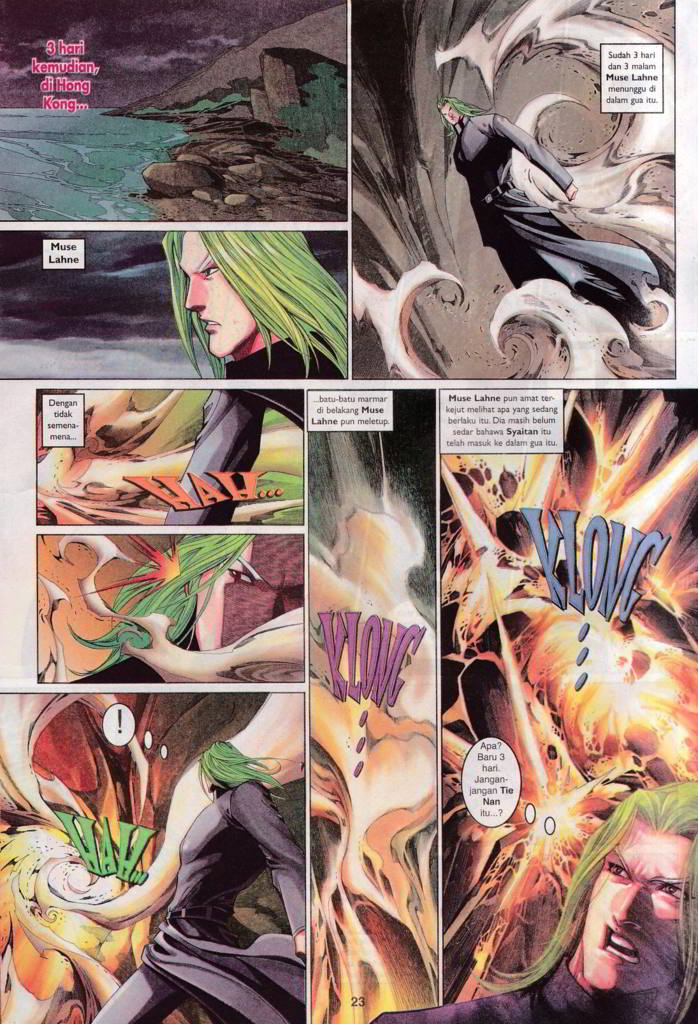 3 hari
kemudian,
di Hong
Kong...
Sudah 3 hari
dan 3 malam
Muse Lahne
menunggu di
dalam gua itu.
Muse
Lahne
Dengan
tidak
semena-
mena...
HAH...
!
HAH...
...batu-batu marmar
di belakang Muse
Lahne pun meletup.
KLONG
...
Muse Lahne pun amat ter-
kejut melihat apa yang sedang
berlaku itu. Dia masih belum
sedar bahawa Syaitan itu
telah masuk ke dalam gua itu.
KLONG
...
Apa?
Baru 3
hari.
Jangan-
jangan Tie
Nan
itu...?
23